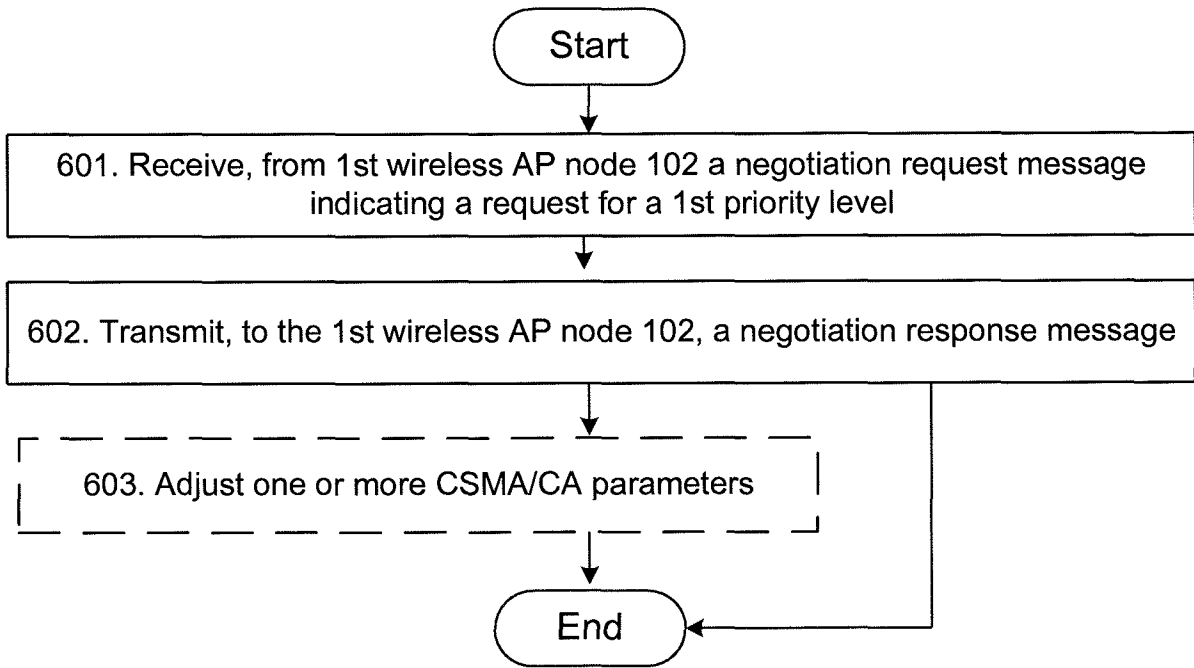 Start
601. Receive, from 1st wireless AP node 102 a negotiation request message
indicating a request for a 1st priority level
602. Transmit, to the 1st wireless AP node 102, a negotiation response message
603. Adjust one or more CSMA/CA parameters
End